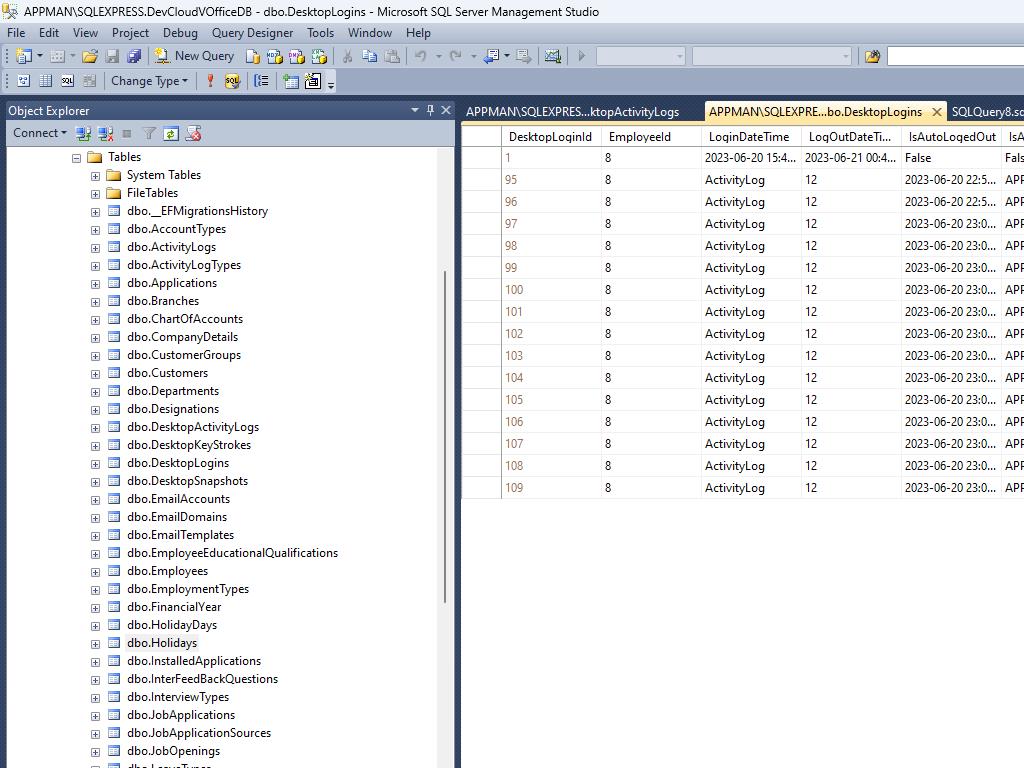 APPMAN\SQLEXPRESS.DevCloudVOfficeDB - dbo.DesktopLogins - Microsoft SQL Server Management Studio
File Edit View Project Debug Query Designer Tools Window Help
New Query
Change Type
Object Explorer
Connect
Tables
System Tables
FileTables
dbo.__EFMigrationsHistory
dbo.AccountTypes
dbo.ActivityLogs
dbo.ActivityLogTypes
dbo.Applications
dbo.Branches
dbo.ChartOfAccounts
dbo.CompanyDetails
dbo.CustomerGroups
dbo.Customers
dbo.Departments
dbo.Designations
dbo.DesktopActivityLogs
dbo.DesktopKeyStrokes
dbo.DesktopLogins
dbo.DesktopSnapshots
dbo.EmailAccounts
dbo.EmailDomains
dbo.EmailTemplates
dbo.EmployeeEducationalQualifications
dbo.Employees
dbo.EmploymentTypes
dbo.FinancialYear
dbo.HolidayDays
dbo.Holidays
dbo.InstalledApplications
dbo.InterFeedBackQuestions
dbo.InterviewTypes
dbo.JobApplications
dbo.JobApplicationSources
dbo.JobOpenings
APPMAN\SQLEXPRES...ktopActivityLogs APPMAN\SQLEXPRE...bo.DesktopLogins SQLQuery8.sq
DesktopLoginId EmployeeId LoginDateTime LogOutDateTi... IsAutoLogedOut IsA
1 8 2023-06-20 15:4... 2023-06-21 00:4... False Fals
95 8 ActivityLog 12 2023-06-20 22:5... APP
96 8 ActivityLog 12 2023-06-20 22:5... APP
97 8 ActivityLog 12 2023-06-20 23:0... APP
98 8 ActivityLog 12 2023-06-20 23:0... APP
99 8 ActivityLog 12 2023-06-20 23:0... APP
100 8 ActivityLog 12 2023-06-20 23:0... APP
101 8 ActivityLog 12 2023-06-20 23:0... APP
102 8 ActivityLog 12 2023-06-20 23:0... APP
103 8 ActivityLog 12 2023-06-20 23:0... APP
104 8 ActivityLog 12 2023-06-20 23:0... APP
105 8 ActivityLog 12 2023-06-20 23:0... APP
106 8 ActivityLog 12 2023-06-20 23:0... APP
107 8 ActivityLog 12 2023-06-20 23:0... APP
108 8 ActivityLog 12 2023-06-20 23:0... APP
109 8 ActivityLog 12 2023-06-20 23:0... APP